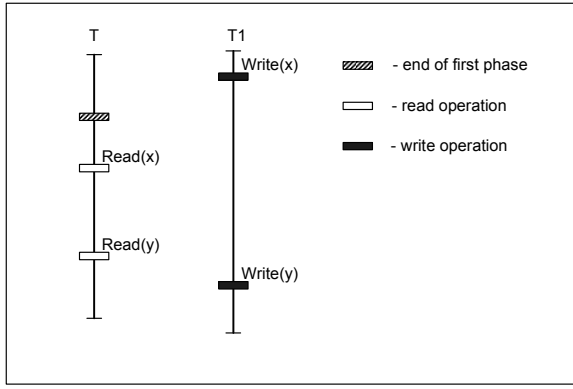 T
T1
Write(x)
- end of first phase
- read operation
- write operation
Read(x)
Read(y)
Write(y)